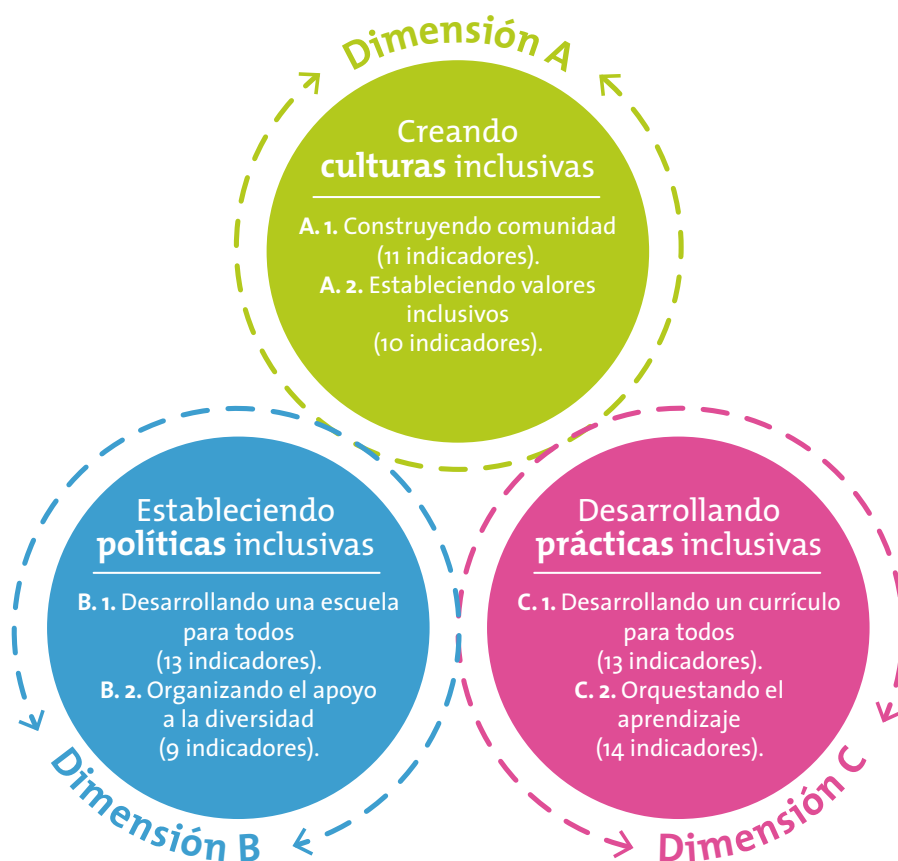 Dimensión A
Creando
culturas inclusivas
A. 1. Construyendo comunidad
(11 indicadores).
A. 2. Estableciendo valores
inclusivos
(10 indicadores).
Estableciendo
políticas inclusivas
B. 1. Desarrollando una escuela
para todos
(13 indicadores).
B. 2. Organizando el apoyo
a la diversidad
(9 indicadores).
Dimensión B
Desarrollando
prácticas inclusivas
C. 1. Desarrollando un currículo
para todos
(13 indicadores).
C. 2. Orquestando el
aprendizaje
(14 indicadores).
Dimensión C